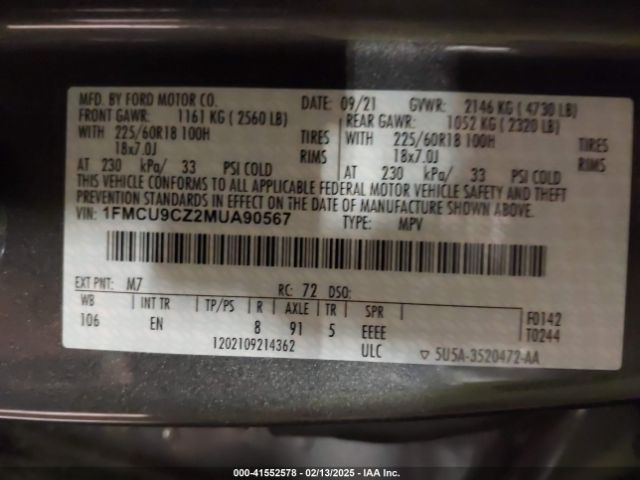 MFD. BY FORD MOTOR CO. DATE: 09/21 GVWR: 2146 KG ( 4730 LB)
FRONT GAWR: 1161 KG ( 2560 LB) REAR GAWR: 1052 KG ( 2320 LB)
WITH 225/60R18 100H TIRES WITH 225/60R18 100H TIRES
18x7.0J RIMS 18x7.0J RIMS
AT 230 kPa/ 33 PSI COLD AT 230 kPa/ 33 PSI COLD
THIS VEHICLE CONFORMS TO ALL APPLICABLE FEDERAL MOTOR VEHICLE SAFETY AND THEFT
PREVENTION STANDARDS IN EFFECT ON THE DATE OF MANUFACTURE SHOWN ABOVE.
VIN: 1FMCU9CZ2MUA90567 TYPE: MPV
EXT PNT: M7 RC: 72 DSO:
WB INT TR TP/PS R AXLE TR SPR F0142
106 EN 8 91 5 EEEE T0244
1202109214362 ULC ▽ 5U5A-3520472-AA
000-41552578 - 02/13/2025 - IAA Inc.